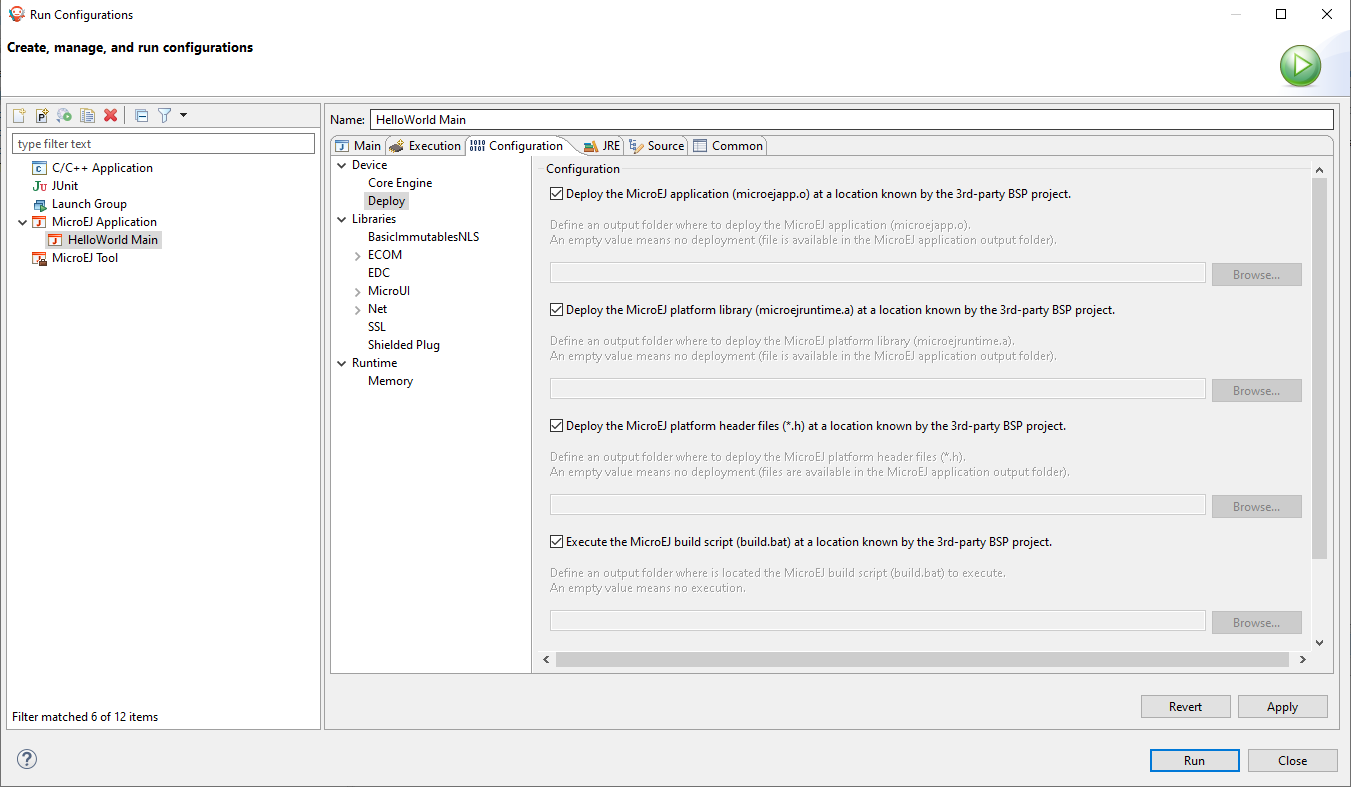 Run Configurations
Create, manage, and run configurations
type filter text
C/C++ Application
Ju JUnit
Launch Group
MicroEJ Application
HelloWorld Main
MicroEJ Tool
Filter matched 6 of 12 items
Name: HelloWorld Main
Main Execution Configuration JRE Source Common
Device
Core Engine
Deploy
Libraries
BasicImmutablesNLS
ECOM
EDC
MicroUI
Net
SSL
Shielded Plug
Runtime
Memory
Configuration
Deploy the MicroEJ application (microejapp.o) at a location known by the 3rd-party BSP project.
Define an output folder where to deploy the MicroEJ application (microejapp.o).
An empty value means no deployment (file is available in the MicroEJ application output folder).
Browse...
Deploy the MicroEJ platform library (microejruntime.a) at a location known by the 3rd-party BSP project.
Define an output folder where to deploy the MicroEJ platform library (microejruntime.a).
An empty value means no deployment (file is available in the MicroEJ application output folder).
Browse...
Deploy the MicroEJ platform header files (*.h) at a location known by the 3rd-party BSP project.
Define an output folder where to deploy the MicroEJ platform header files (*.h).
An empty value means no deployment (files are available in the MicroEJ application output folder).
Browse...
Execute the MicroEJ build script (build.bat) at a location known by the 3rd-party BSP project.
Define an output folder where is located the MicroEJ build script (build.bat) to execute.
An empty value means no execution.
Browse...
Revert Apply
? Run Close